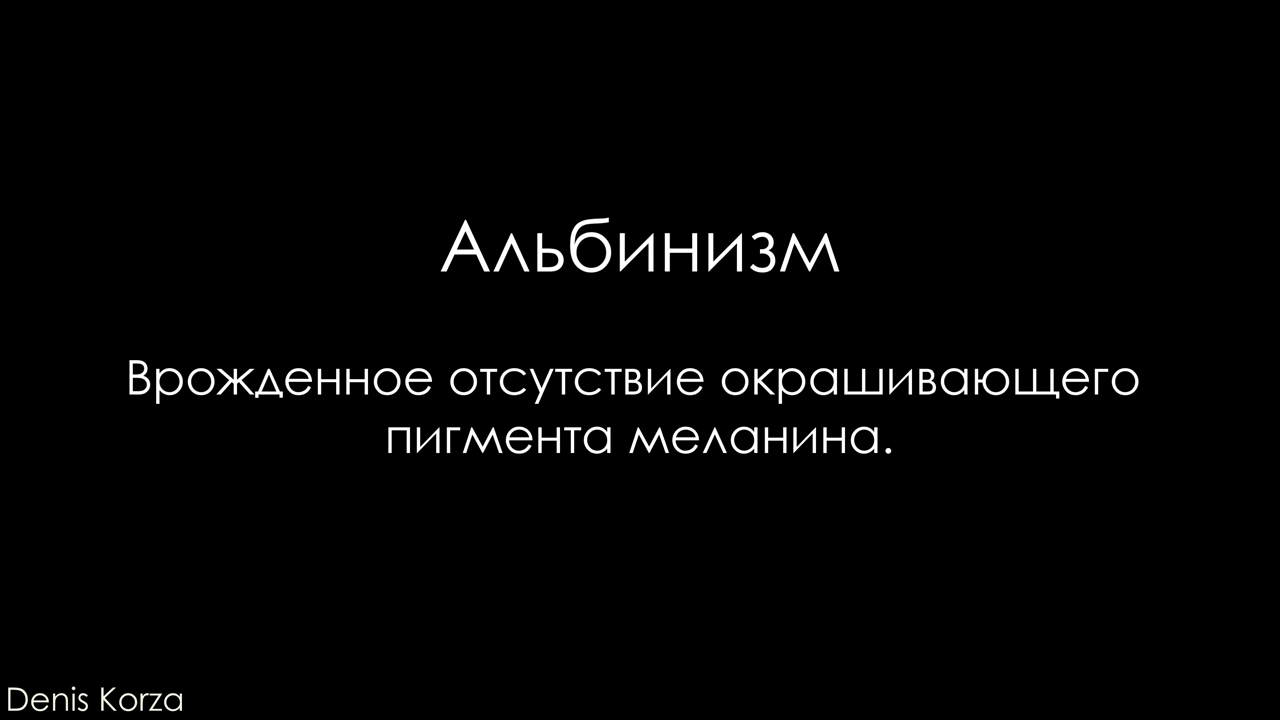 Альбинизм
Врожденное отсутствие окрашивающего
пигмента меланина.
Denis Korza